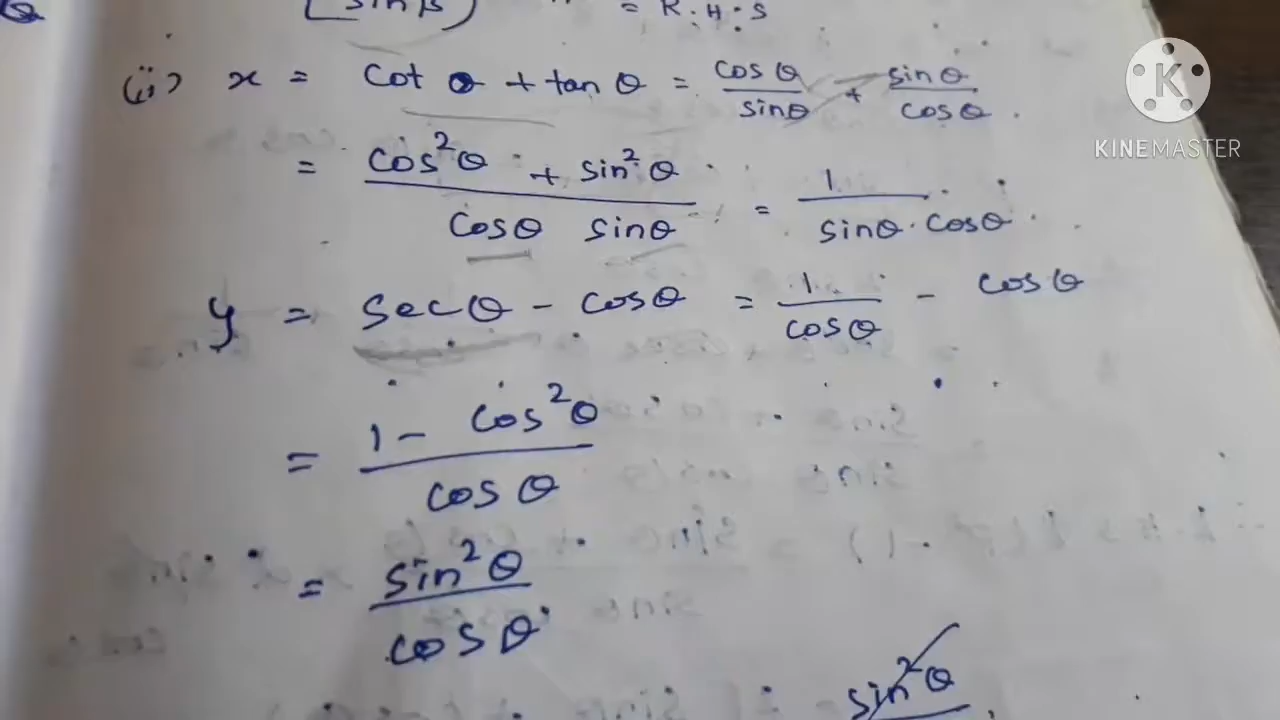 [sin β) = R.H.S
(ii) x = cot θ + tan θ = cos θ / sin θ + sin θ / cos θ .
= cos²θ + sin²θ / cos θ sin θ = 1 / sin θ . cos θ .
y = sec θ - cos θ = 1 / cos θ - cos θ
= 1 - cos²θ / cos θ
= sin²θ / cos θ
sin²θ
KINEMASTER